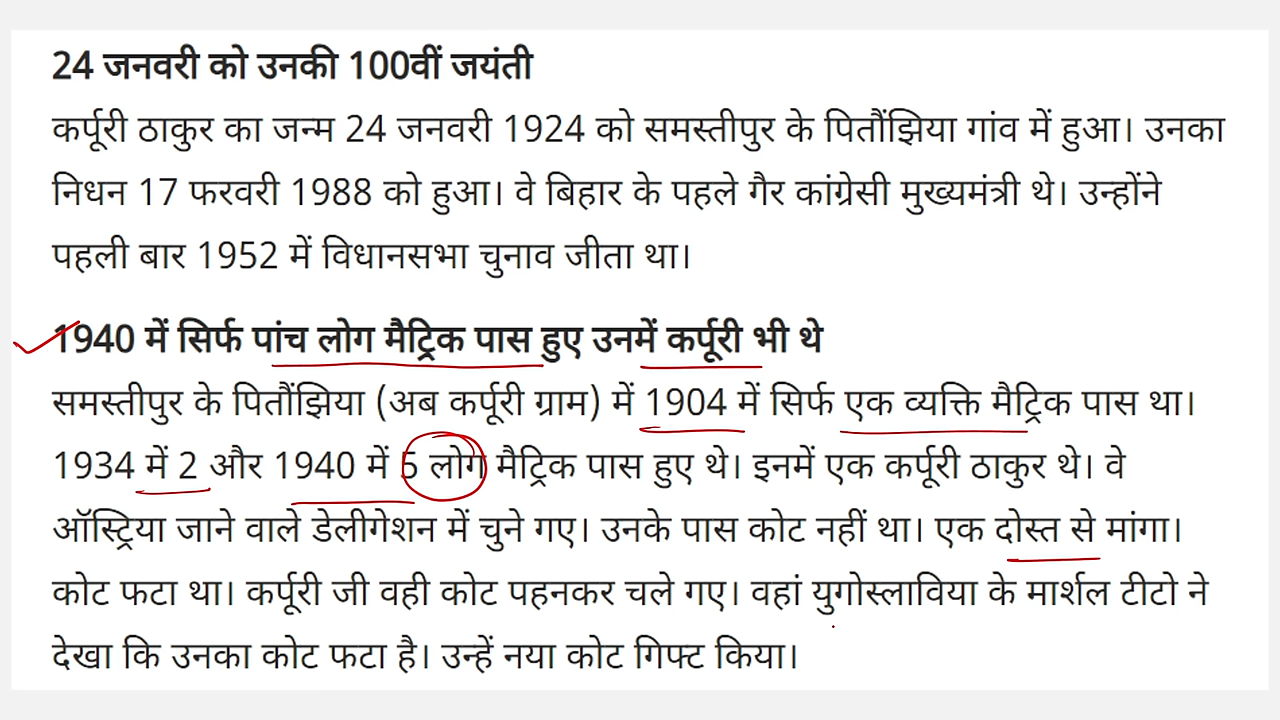 24 जनवरी को उनकी 100वीं जयंती
कर्पूरी ठाकुर का जन्म 24 जनवरी 1924 को समस्तीपुर के पितौंझिया गांव में हुआ। उनका
निधन 17 फरवरी 1988 को हुआ। वे बिहार के पहले गैर कांग्रेसी मुख्यमंत्री थे। उन्होंने
पहली बार 1952 में विधानसभा चुनाव जीता था।
1940 में सिर्फ पांच लोग मैट्रिक पास हुए उनमें कर्पूरी भी थे
समस्तीपुर के पितौंझिया (अब कर्पूरी ग्राम) में 1904 में सिर्फ एक व्यक्ति मैट्रिक पास था।
1934 में 2 और 1940 में 5 लोग मैट्रिक पास हुए थे। इनमें एक कर्पूरी ठाकुर थे। वे
ऑस्ट्रिया जाने वाले डेलीगेशन में चुने गए। उनके पास कोट नहीं था। एक दोस्त से मांगा।
कोट फटा था। कर्पूरी जी वही कोट पहनकर चले गए। वहां युगोस्लाविया के मार्शल टीटो ने
देखा कि उनका कोट फटा है। उन्हें नया कोट गिफ्ट किया।